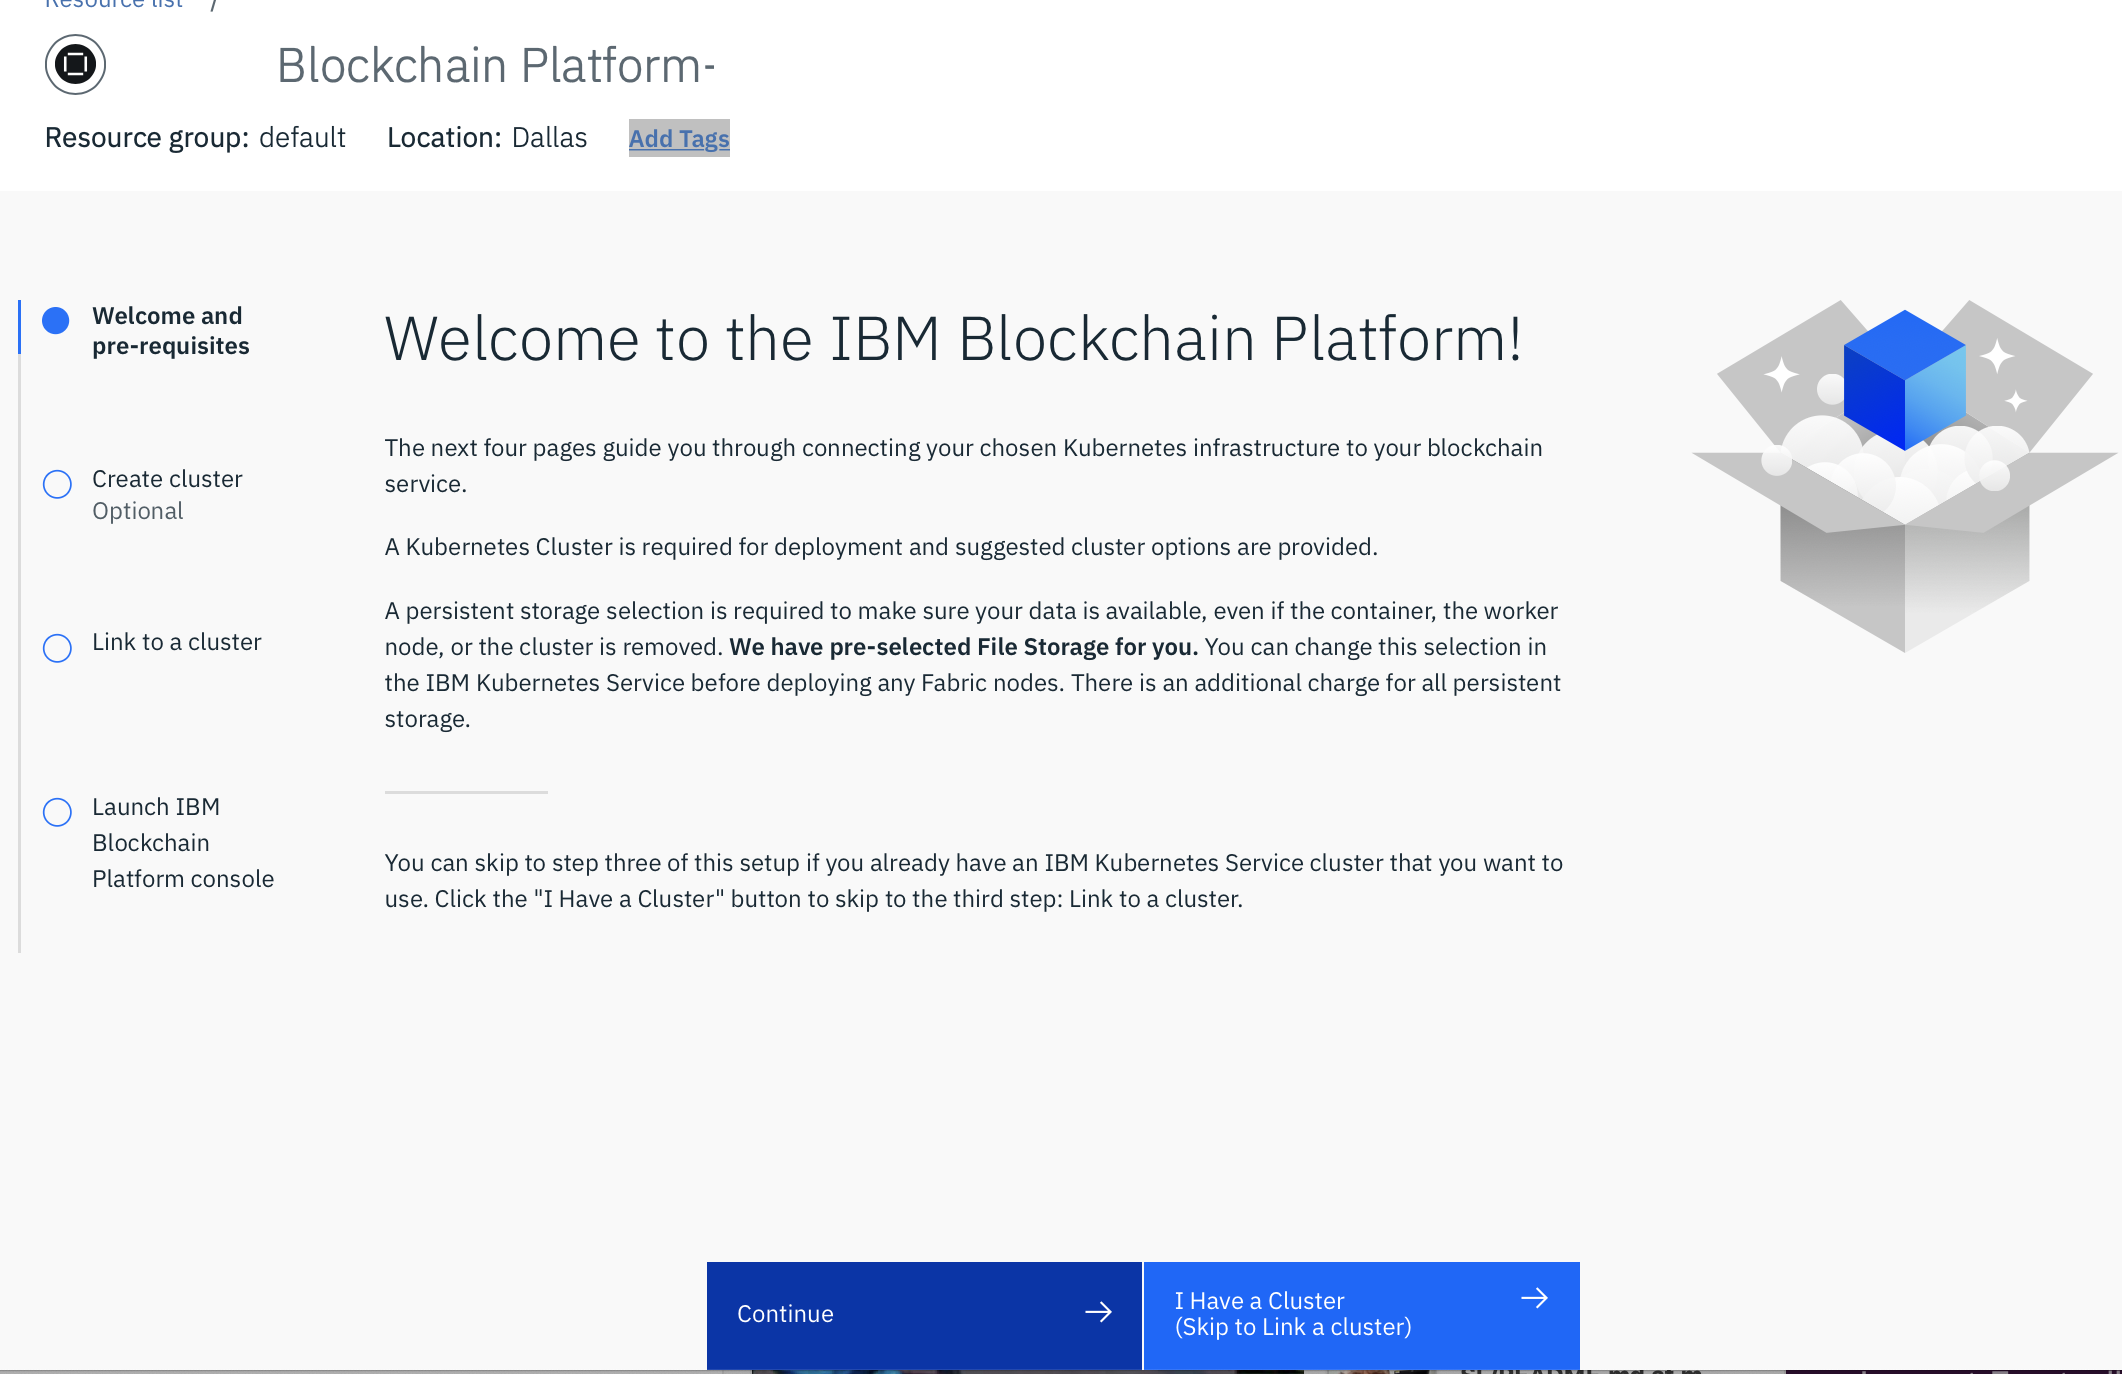 Resource list /
Blockchain Platform-
Resource group: default Location: Dallas Add Tags
Welcome and
pre-requisites
Create cluster
Optional
Link to a cluster
Launch IBM
Blockchain
Platform console
Welcome to the IBM Blockchain Platform!
The next four pages guide you through connecting your chosen Kubernetes infrastructure to your blockchain
service.
A Kubernetes Cluster is required for deployment and suggested cluster options are provided.
A persistent storage selection is required to make sure your data is available, even if the container, the worker
node, or the cluster is removed. We have pre-selected File Storage for you. You can change this selection in
the IBM Kubernetes Service before deploying any Fabric nodes. There is an additional charge for all persistent
storage.
You can skip to step three of this setup if you already have an IBM Kubernetes Service cluster that you want to
use. Click the "I Have a Cluster" button to skip to the third step: Link to a cluster.
Continue
I Have a Cluster
(Skip to Link a cluster)